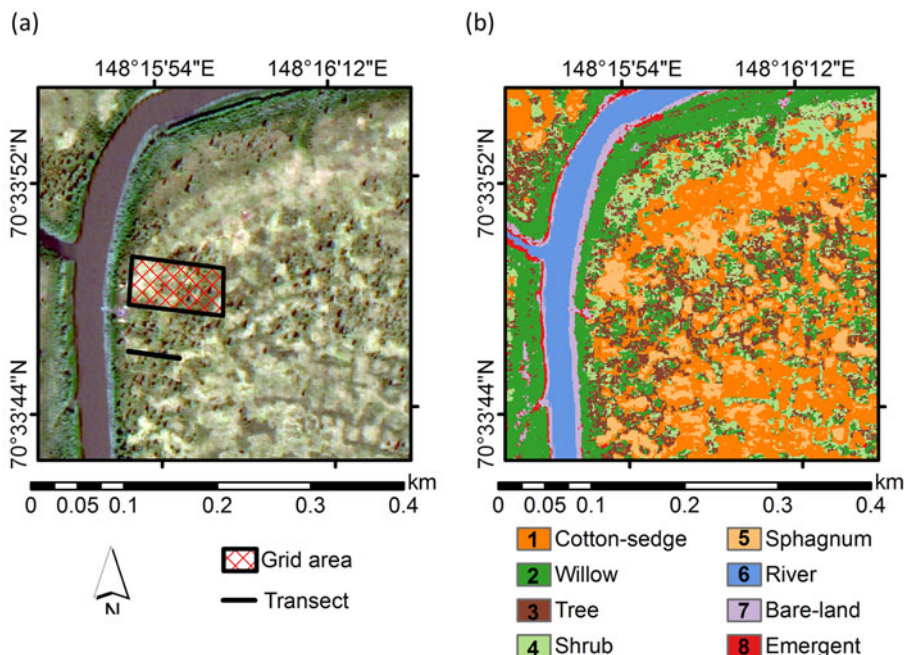 (a)
148°15'54"E 148°16'12"E
70°33'52"N
70°33'44"N
km
0 0.05 0.1 0.2 0.3 0.4
N
Grid area
Transect
(b)
148°15'54"E 148°16'12"E
70°33'52"N
70°33'44"N
km
0 0.05 0.1 0.2 0.3 0.4
1 Cotton-sedge
2 Willow
3 Tree
4 Shrub
5 Sphagnum
6 River
7 Bare-land
8 Emergent